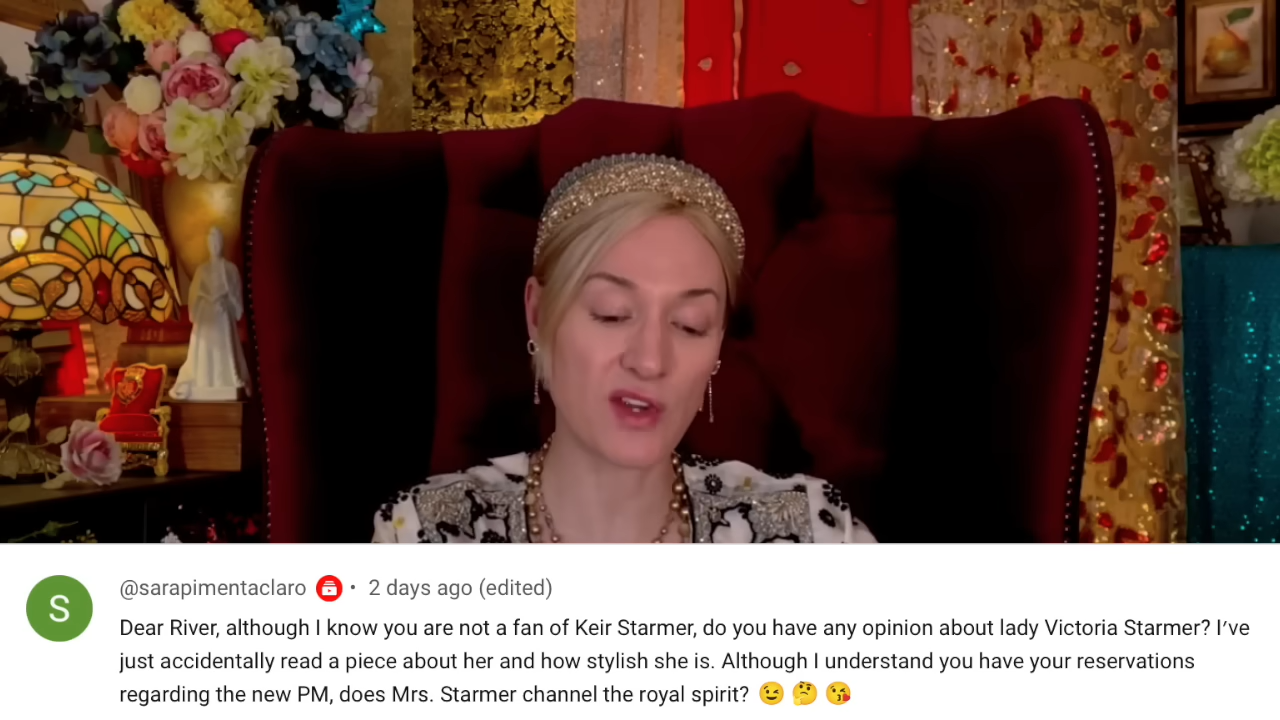 S
@sarapimentaclaro • 2 days ago (edited)
Dear River, although I know you are not a fan of Keir Starmer, do you have any opinion about lady Victoria Starmer? I′ve
just accidentally read a piece about her and how stylish she is. Although I understand you have your reservations
regarding the new PM, does Mrs. Starmer channel the royal spirit? 😉 🤔 😘